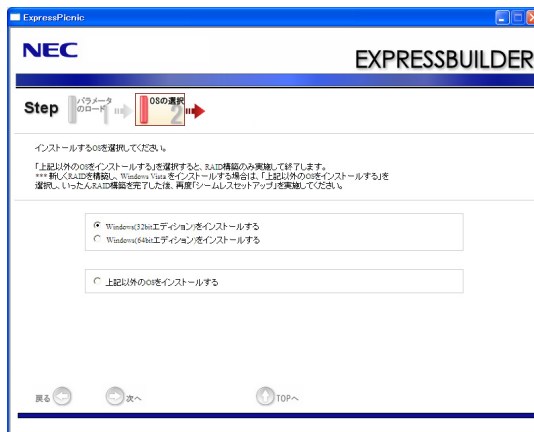 ExpressPicnic
NEC
EXPRESSBUILDER
Step パラメータのロード 1 OSの選択 2
インストールするOSを選択してください。
「上記以外のOSをインストールする」を選択すると、RAID構築のみ実施して終了します。
*** 新しくRAIDを構築し、Windows Vista をインストールする場合は、「上記以外のOSをインストールする」を
選択し、いったんRAID構築を完了した後、再度「シームレスセットアップ」を実施してください。
Windows(32bitエディション)をインストールする
Windows(64bitエディション)をインストールする
上記以外のOSをインストールする
戻る 次へ TOPへ